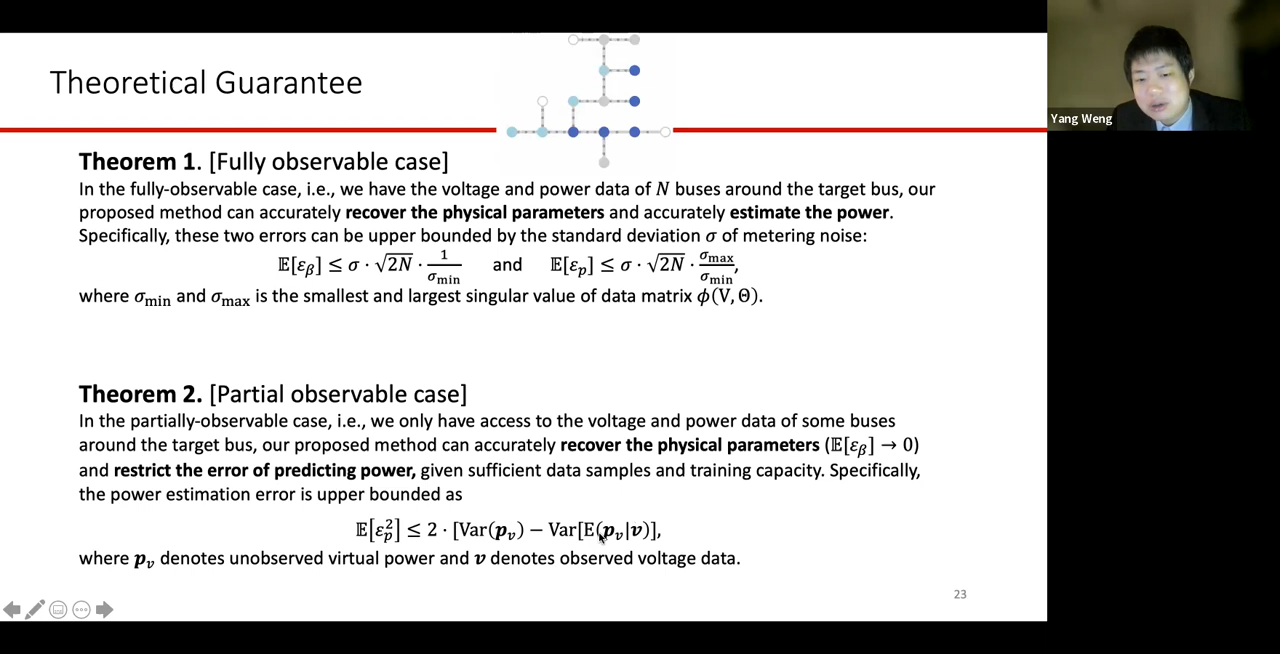 Theoretical Guarantee
Yang Weng
Theorem 1. [Fully observable case]
In the fully-observable case, i.e., we have the voltage and power data of N buses around the target bus, our
proposed method can accurately recover the physical parameters and accurately estimate the power.
Specifically, these two errors can be upper bounded by the standard deviation σ of metering noise:
𝔼[ε_β] ≤ σ · √2N · 1/σ_min and 𝔼[ε_p] ≤ σ · √2N · σ_max/σ_min,
where σ_min and σ_max is the smallest and largest singular value of data matrix ϕ(V, Θ).
Theorem 2. [Partial observable case]
In the partially-observable case, i.e., we only have access to the voltage and power data of some buses
around the target bus, our proposed method can accurately recover the physical parameters (𝔼[ε_β] → 0)
and restrict the error of predicting power, given sufficient data samples and training capacity. Specifically,
the power estimation error is upper bounded as
𝔼[ε_p^2] ≤ 2 · [Var(p_v) − Var[E(p_v|v)],
where p_v denotes unobserved virtual power and v denotes observed voltage data.
23